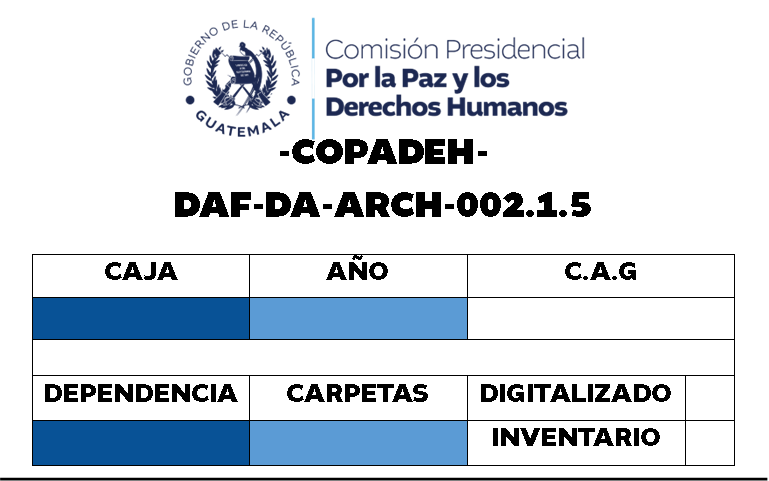 GOBIERNO DE LA REPÚBLICA
GUATEMALA
Comisión Presidencial
Por la Paz y los
Derechos Humanos
-COPADEH-
DAF-DA-ARCH-002.1.5
CAJA AÑO C.A.G
DEPENDENCIA CARPETAS DIGITALIZADO
INVENTARIO